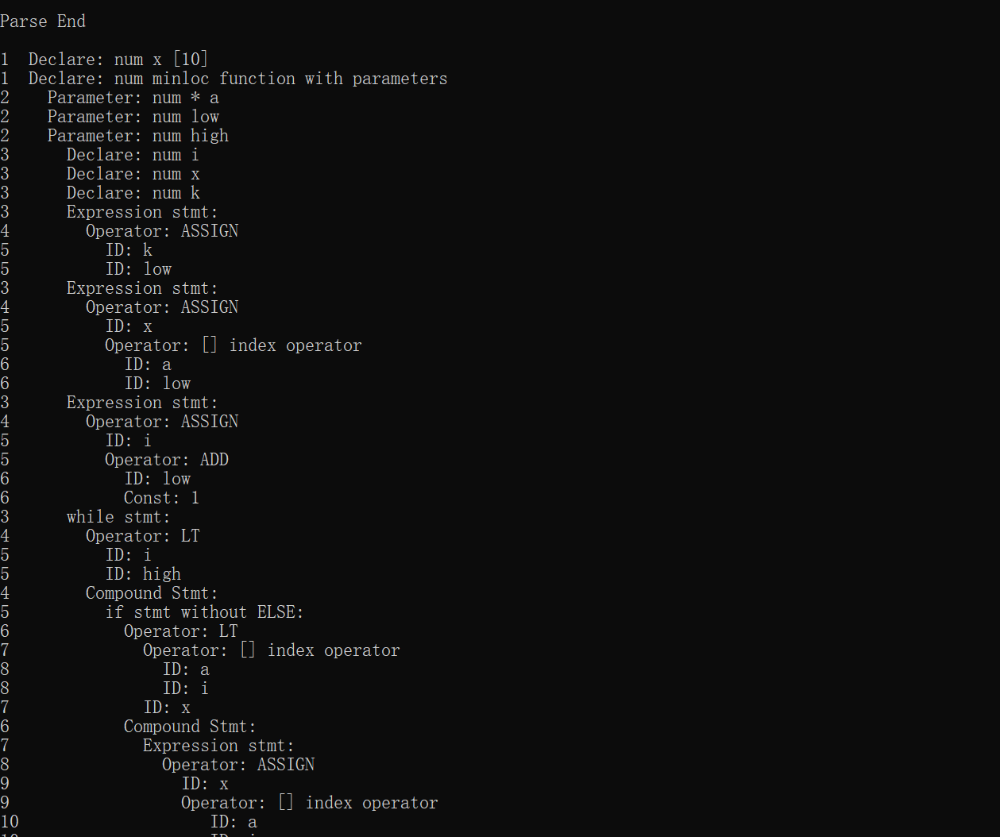 Parse End
1 Declare: num x [10]
1 Declare: num minloc function with parameters
2 Parameter: num * a
2 Parameter: num low
2 Parameter: num high
3 Declare: num i
3 Declare: num x
3 Declare: num k
3 Expression stmt:
4 Operator: ASSIGN
5 ID: k
5 ID: low
3 Expression stmt:
4 Operator: ASSIGN
5 ID: x
5 Operator: [] index operator
6 ID: a
6 ID: low
3 Expression stmt:
4 Operator: ASSIGN
5 ID: i
5 Operator: ADD
6 ID: low
6 Const: 1
3 while stmt:
4 Operator: LT
5 ID: i
5 ID: high
4 Compound Stmt:
5 if stmt without ELSE:
6 Operator: LT
7 Operator: [] index operator
8 ID: a
8 ID: i
7 ID: x
6 Compound Stmt:
7 Expression stmt:
8 Operator: ASSIGN
9 ID: x
9 Operator: [] index operator
10 ID: a